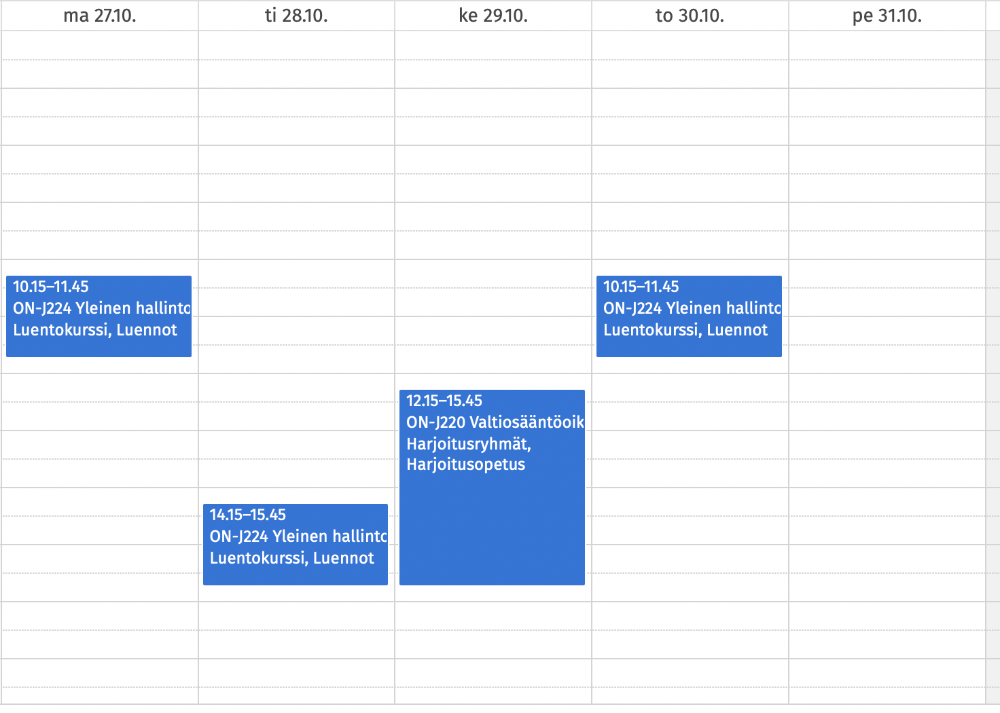 ma 27.10.
ti 28.10.
ke 29.10.
to 30.10.
pe 31.10.
10.15–11.45
ON-J224 Yleinen hallinto
Luentokurssi, Luennot
14.15–15.45
ON-J224 Yleinen hallinto
Luentokurssi, Luennot
12.15–15.45
ON-J220 Valtiosääntöoik
Harjoitusryhmät,
Harjoitusopetus
10.15–11.45
ON-J224 Yleinen hallinto
Luentokurssi, Luennot